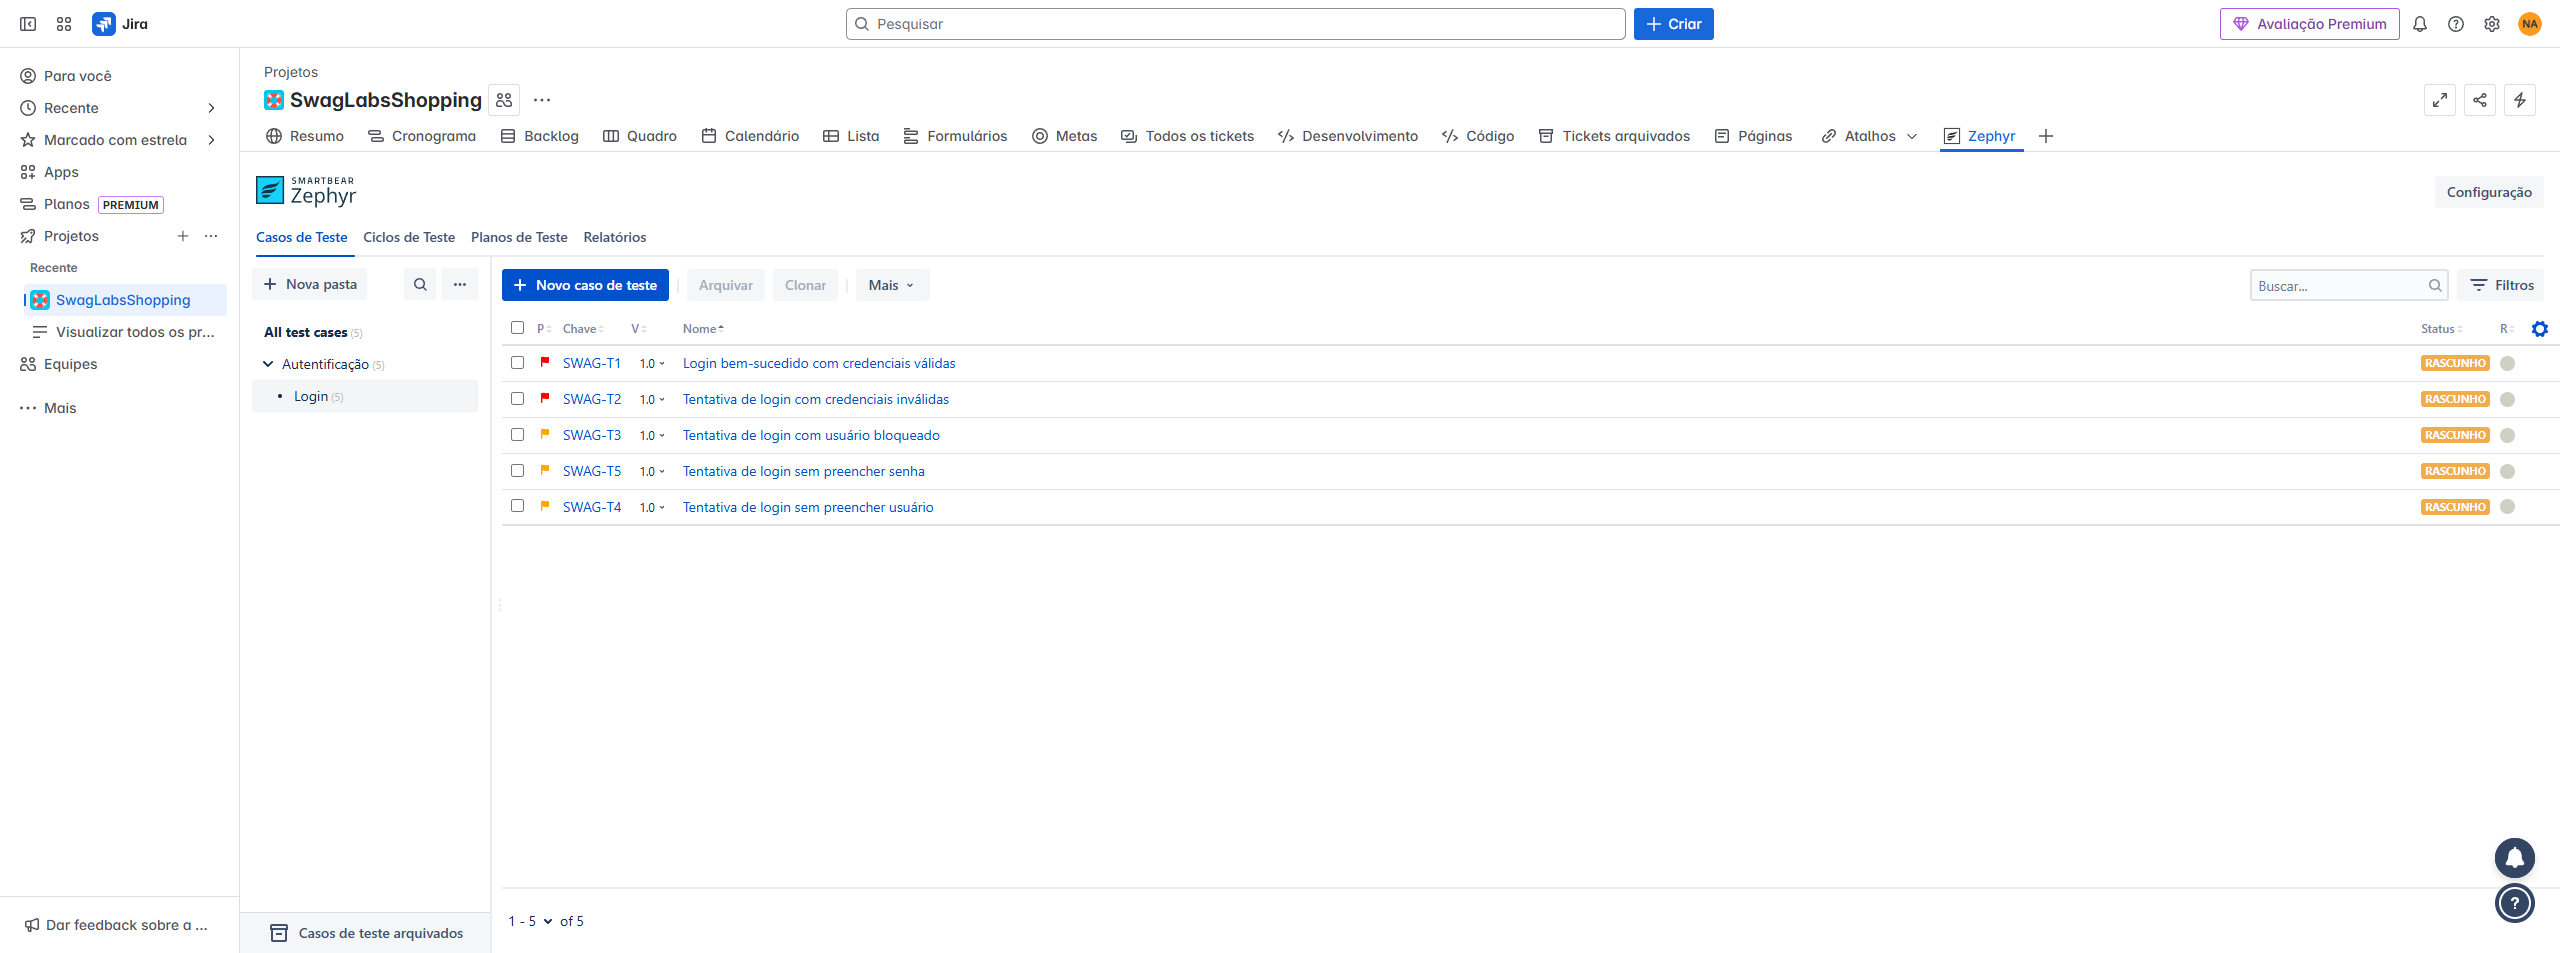 Jira
Pesquisar
Criar
Avaliação Premium
NA
Para você
Recente
Marcado com estrela
Apps
Planos PREMIUM
Projetos
Recente
SwagLabsShopping
Visualizar todos os pr...
Equipes
Mais
Dar feedback sobre a ...
Projetos
SwagLabsShopping
Resumo Cronograma Backlog Quadro Calendário Lista Formulários Metas Todos os tickets Desenvolvimento Código Tickets arquivados Páginas Atalhos Zephyr
SMARTBEAR
Zephyr
Configuração
Casos de Teste Ciclos de Teste Planos de Teste Relatórios
Nova pasta
All test cases (5)
Autentificação (5)
Login (5)
Casos de teste arquivados
Novo caso de teste Arquivar Clonar Mais
Buscar...
Filtros
P Chave V Nome Status R
SWAG-T1 1.0 Login bem-sucedido com credenciais válidas RASCUNHO
SWAG-T2 1.0 Tentativa de login com credenciais inválidas RASCUNHO
SWAG-T3 1.0 Tentativa de login com usuário bloqueado RASCUNHO
SWAG-T5 1.0 Tentativa de login sem preencher senha RASCUNHO
SWAG-T4 1.0 Tentativa de login sem preencher usuário RASCUNHO
1 - 5 of 5